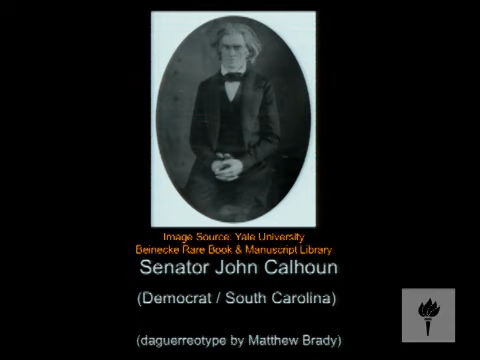 Image Source: Yale University
Beinecke Rare Book & Manuscript Library
Senator John Calhoun
(Democrat / South Carolina)
(daguerreotype by Matthew Brady)